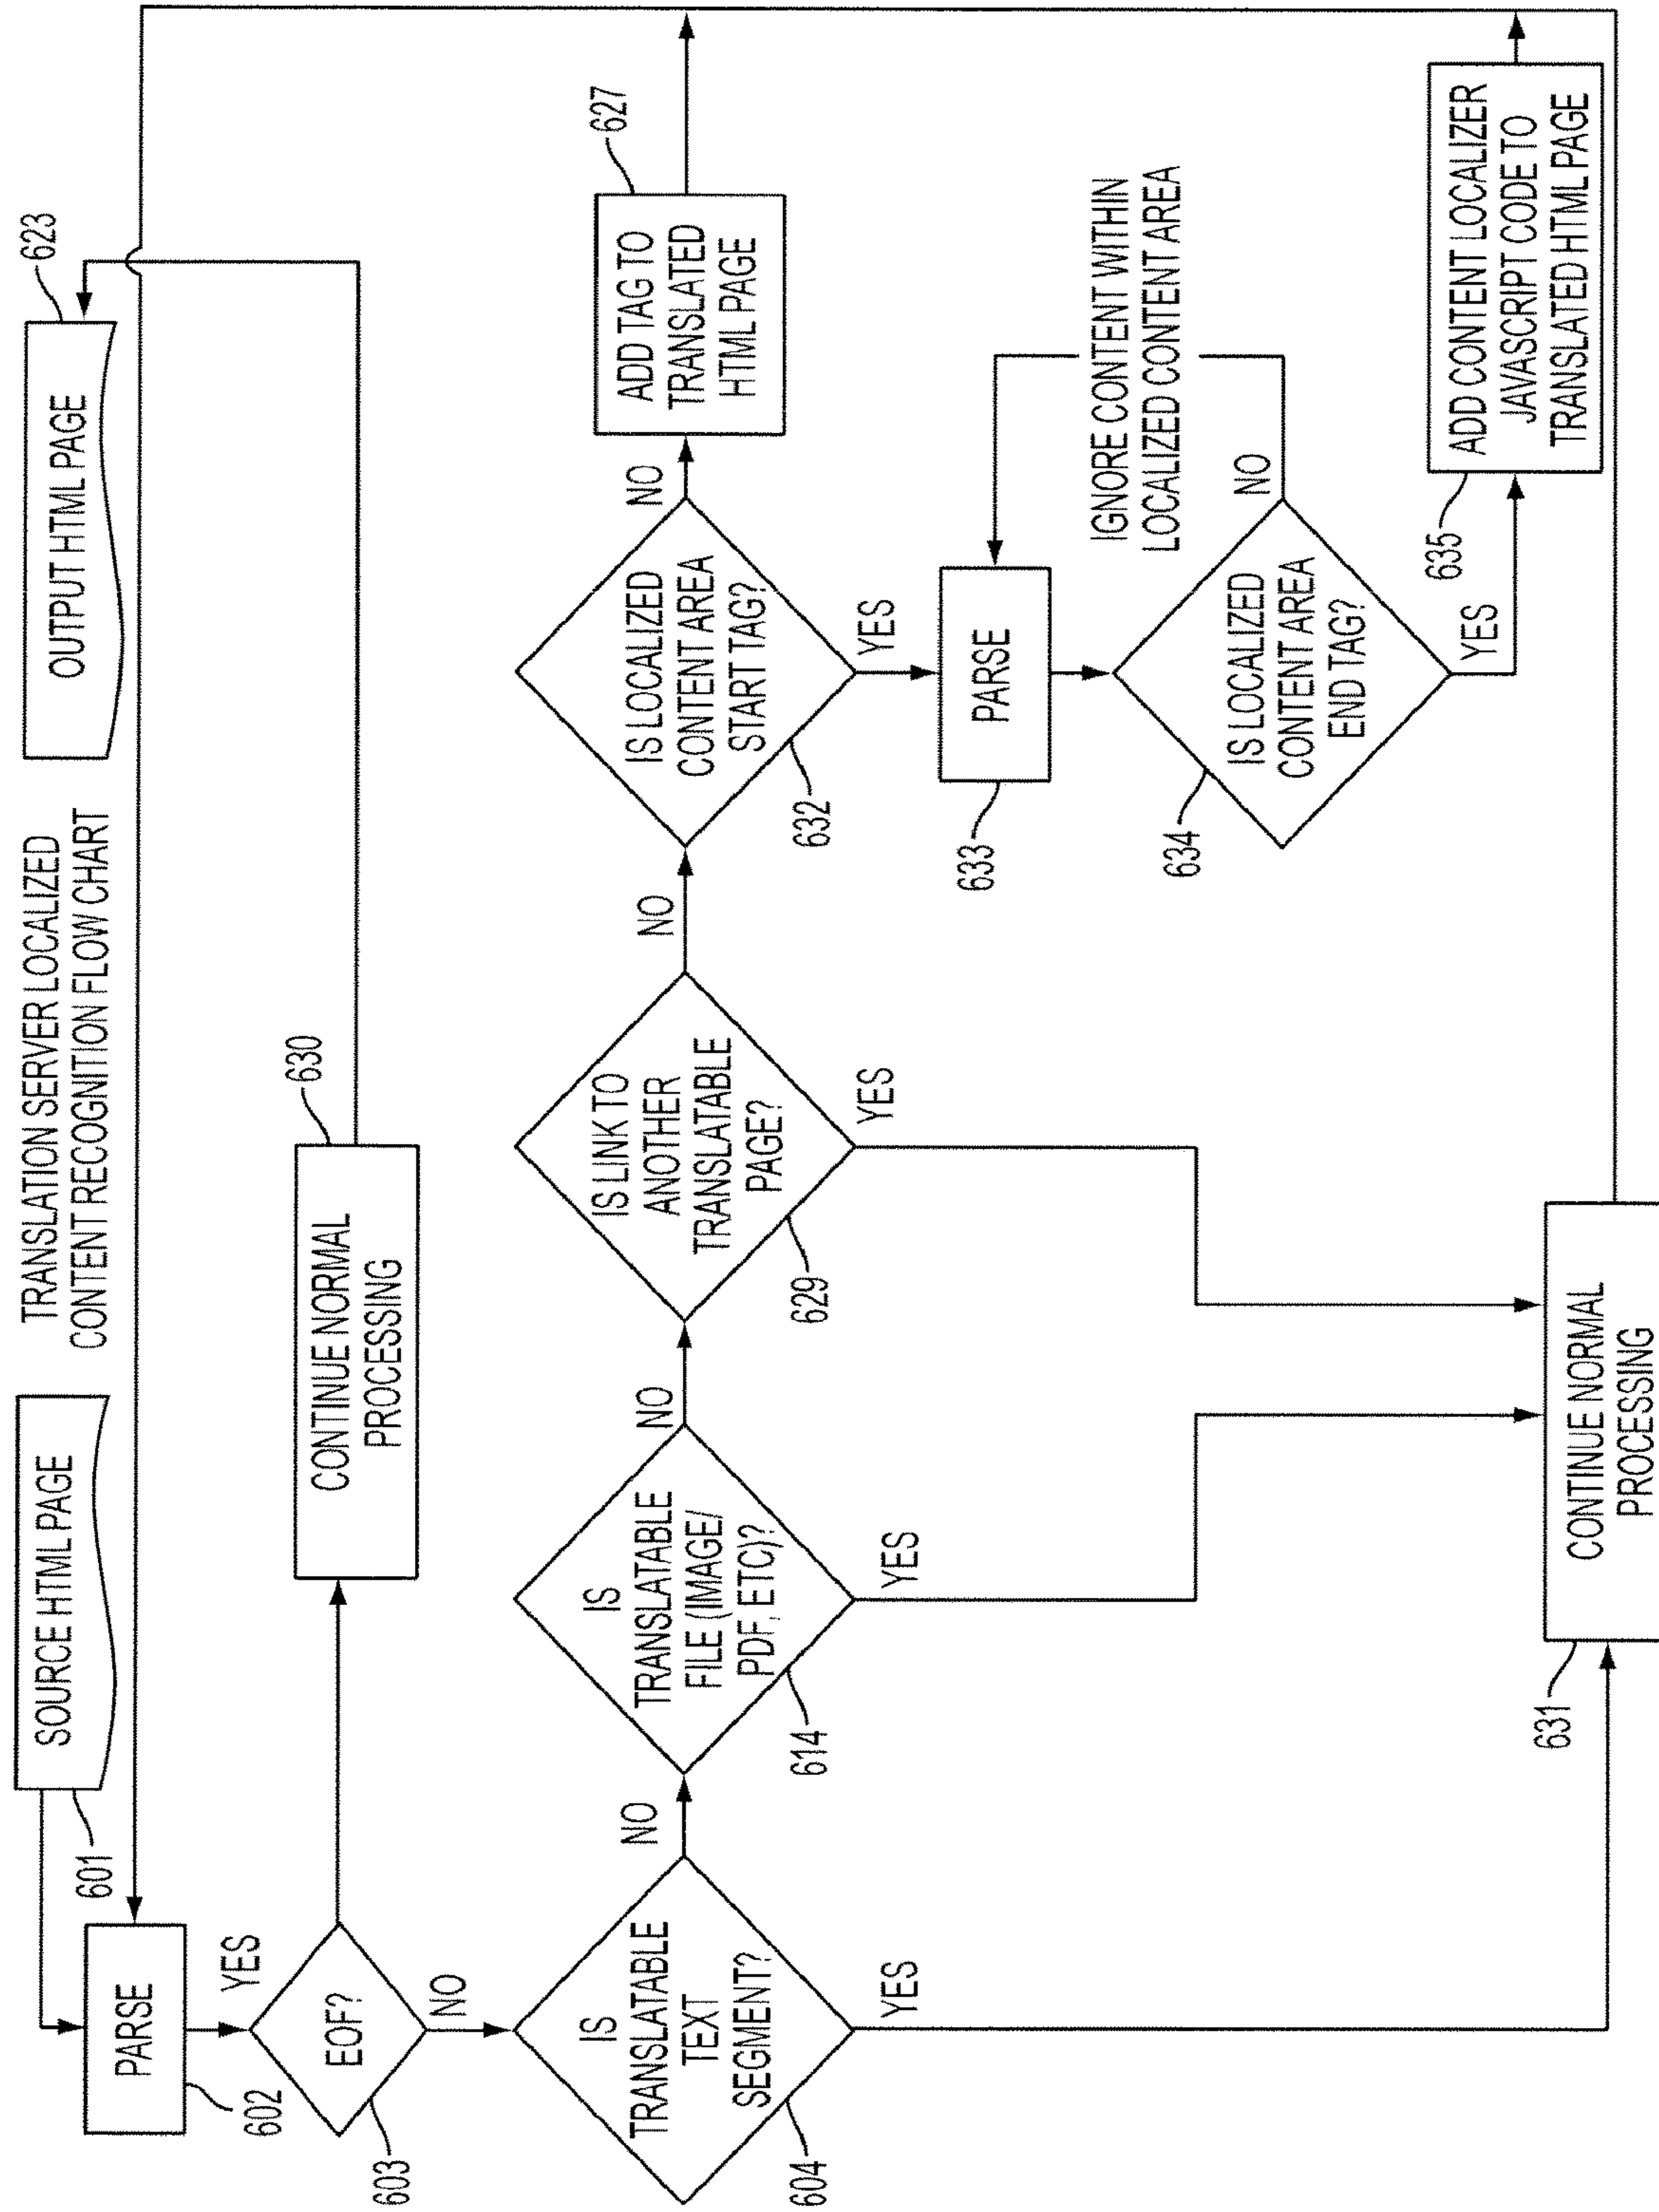 TRANSLATION SERVER LOCALIZED
CONTENT RECOGNITION FLOW CHART
SOURCE HTML PAGE
601
OUTPUT HTML PAGE
623
PARSE
602
YES
EOF?
603
NO
CONTINUE NORMAL
PROCESSING
630
IS
TRANSLATABLE
TEXT
SEGMENT?
604
NO
YES
IS
TRANSLATABLE
FILE (IMAGE/
PDF, ETC)?
614
NO
YES
IS LINK TO
ANOTHER
TRANSLATABLE
PAGE?
629
NO
YES
IS LOCALIZED
CONTENT AREA
START TAG?
632
NO
YES
ADD TAG TO
TRANSLATED
HTML PAGE
627
PARSE
633
IGNORE CONTENT WITHIN
LOCALIZED CONTENT AREA
IS LOCALIZED
CONTENT AREA
END TAG?
634
NO
YES
635
ADD CONTENT LOCALIZER
JAVASCRIPT CODE TO
TRANSLATED HTML PAGE
631
CONTINUE NORMAL
PROCESSING